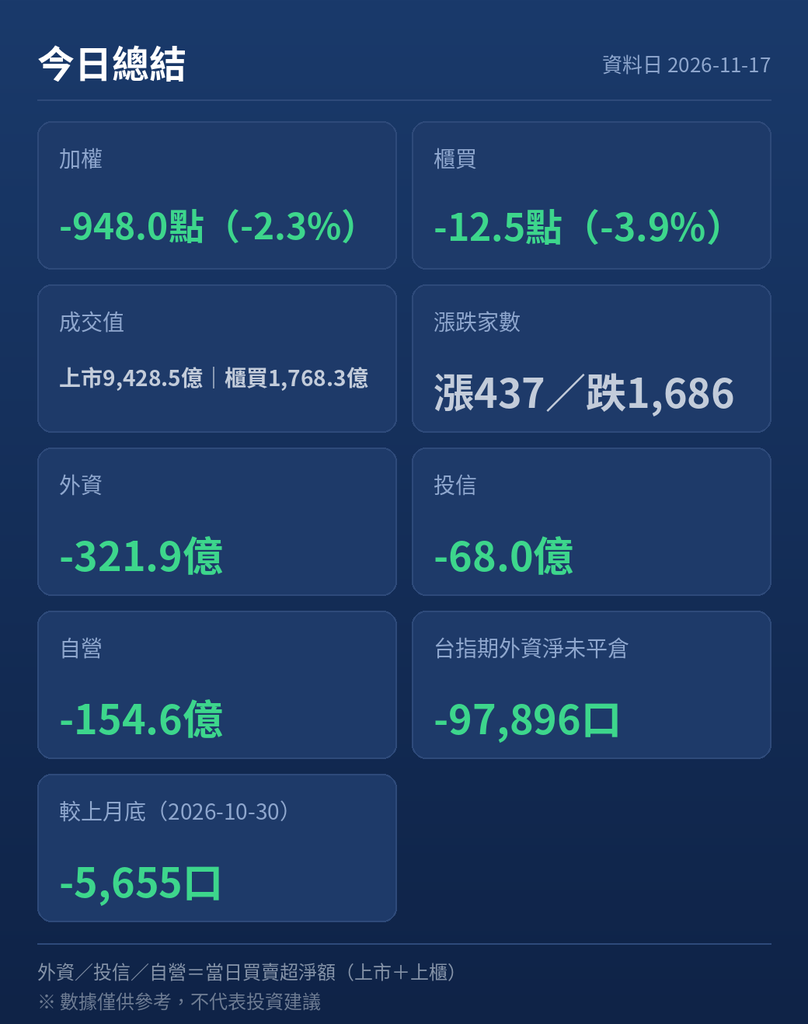 今日總結
資料日 2026-11-17
加權
-948.0點（-2.3%）
櫃買
-12.5點（-3.9%）
成交值
上市9,428.5億｜櫃買1,768.3億
漲跌家數
漲437／跌1,686
外資
-321.9億
投信
-68.0億
自營
-154.6億
台指期外資淨未平倉
-97,896口
較上月底（2026-10-30）
-5,655口
外資／投信／自營＝當日買賣超淨額（上市＋上櫃）
※ 數據僅供參考，不代表投資建議